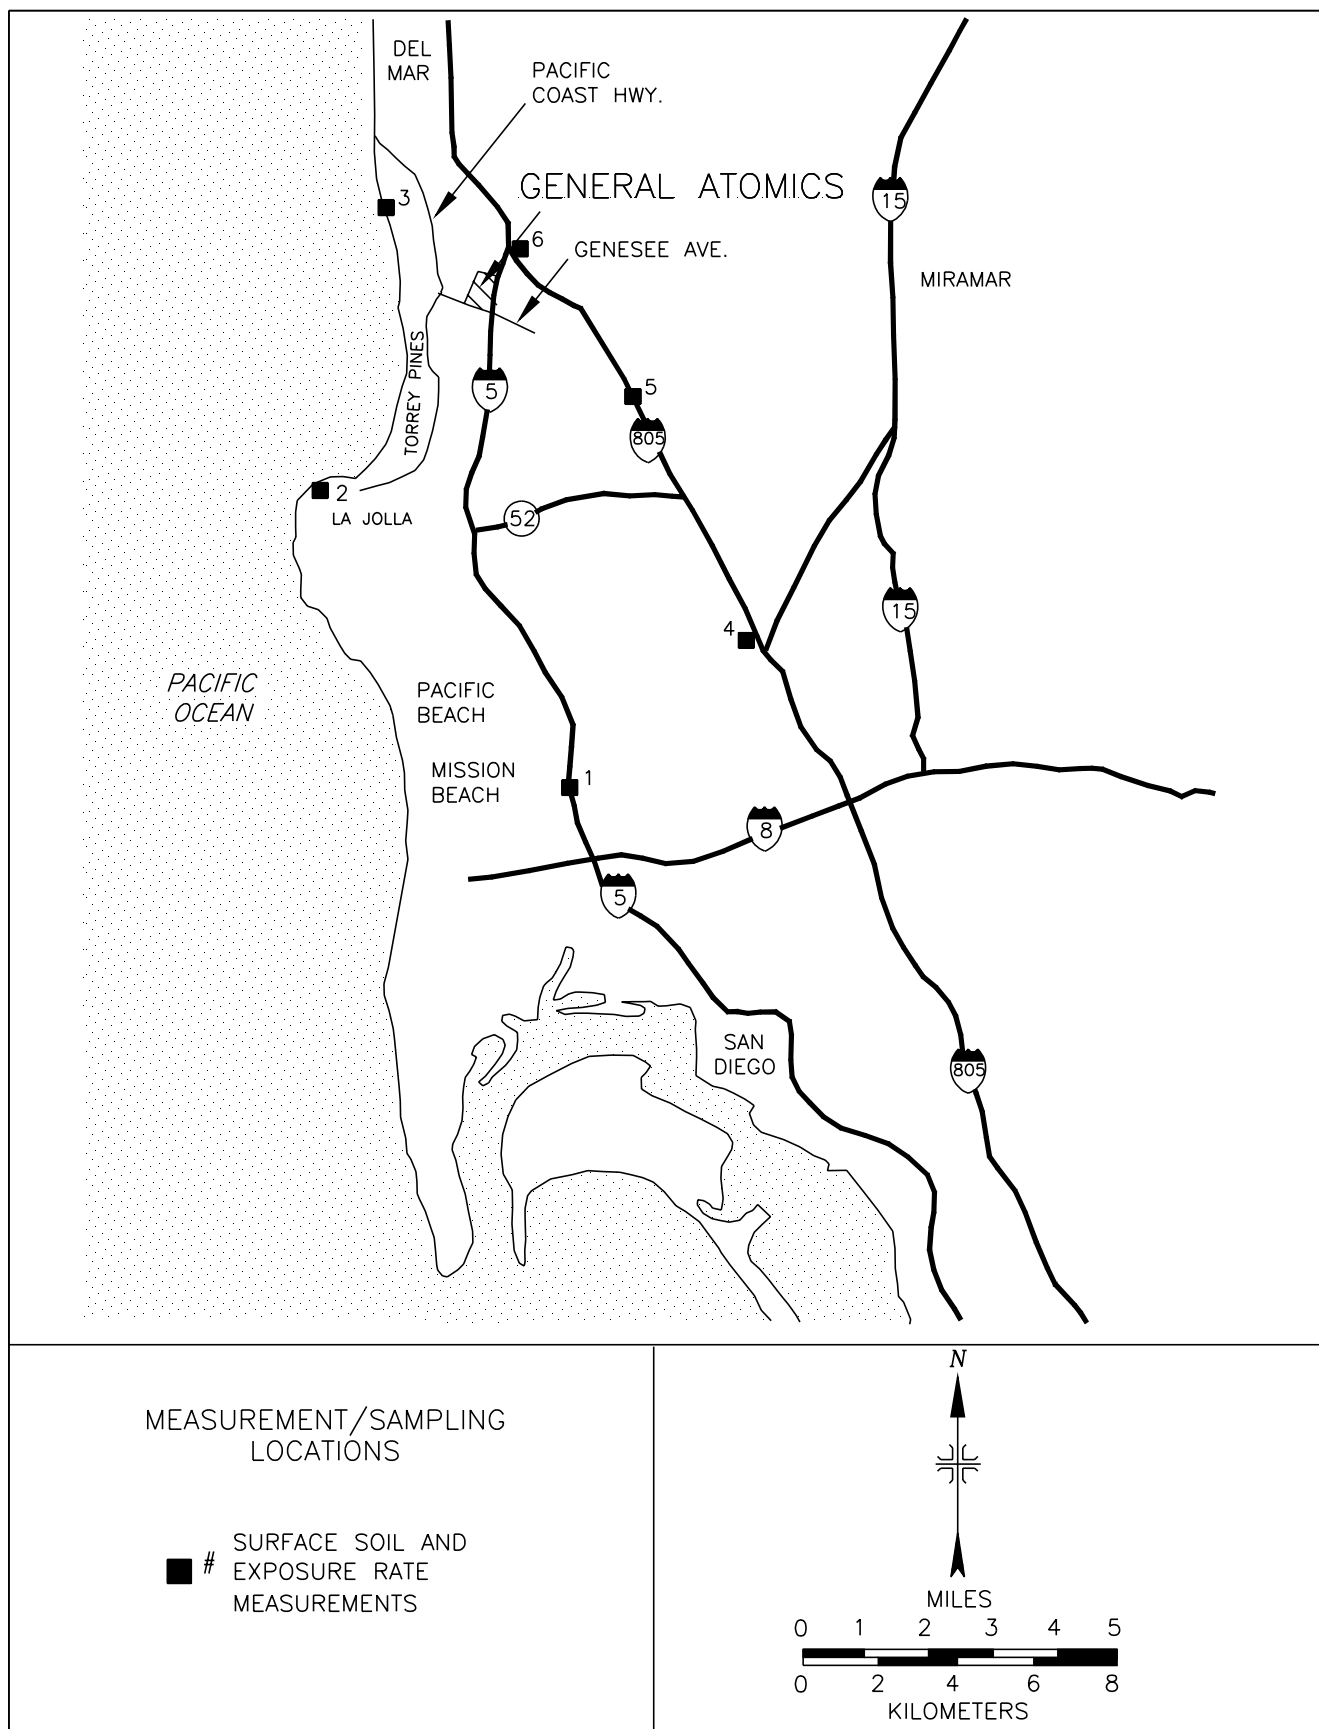 DEL
MAR
PACIFIC
COAST HWY.
GENERAL ATOMICS
3
15
6
GENESEE AVE.
MIRAMAR
TORREY PINES
5
5
805
2
LA JOLLA
52
15
4
PACIFIC
OCEAN
PACIFIC
BEACH
MISSION
BEACH
1
8
5
SAN
DIEGO
805
MEASUREMENT/SAMPLING
LOCATIONS
# SURFACE SOIL AND
EXPOSURE RATE
MEASUREMENTS
N
MILES
0 1 2 3 4 5
0 2 4 6 8
KILOMETERS